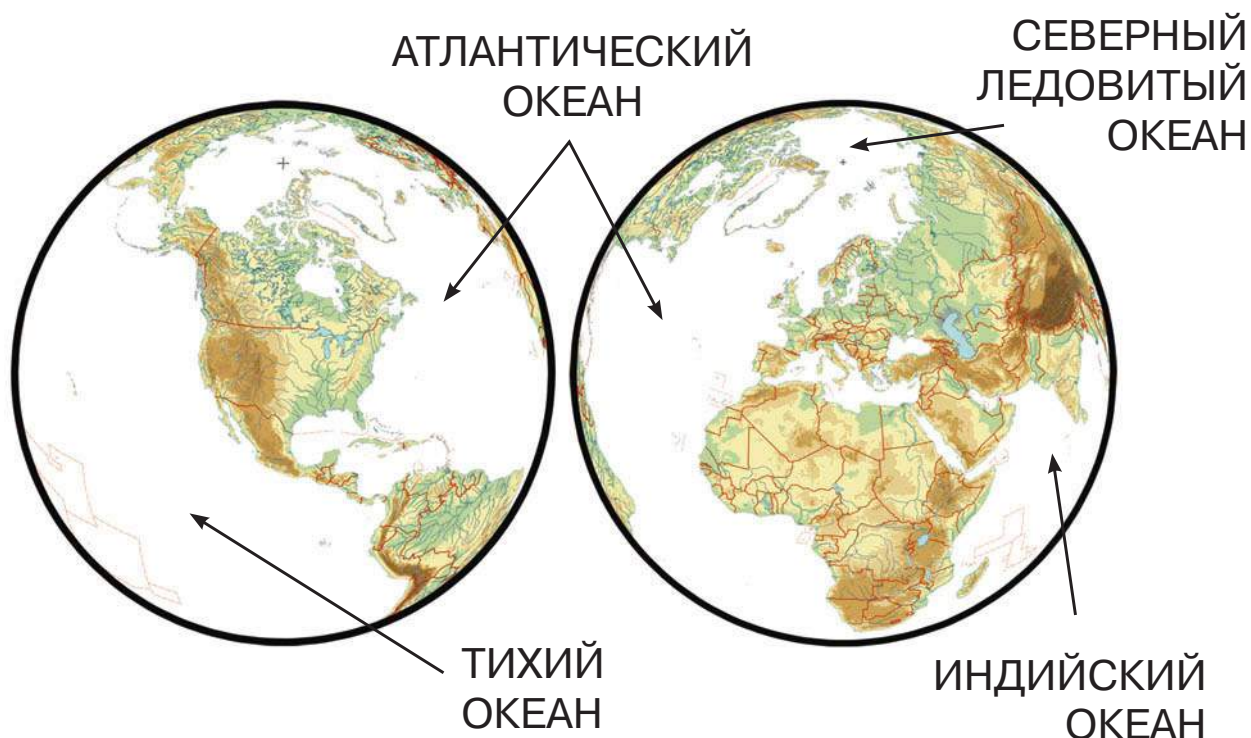 АТЛАНТИЧЕСКИЙ
ОКЕАН
СЕВЕРНЫЙ
ЛЕДОВИТЫЙ
ОКЕАН
ТИХИЙ
ОКЕАН
ИНДИЙСКИЙ
ОКЕАН